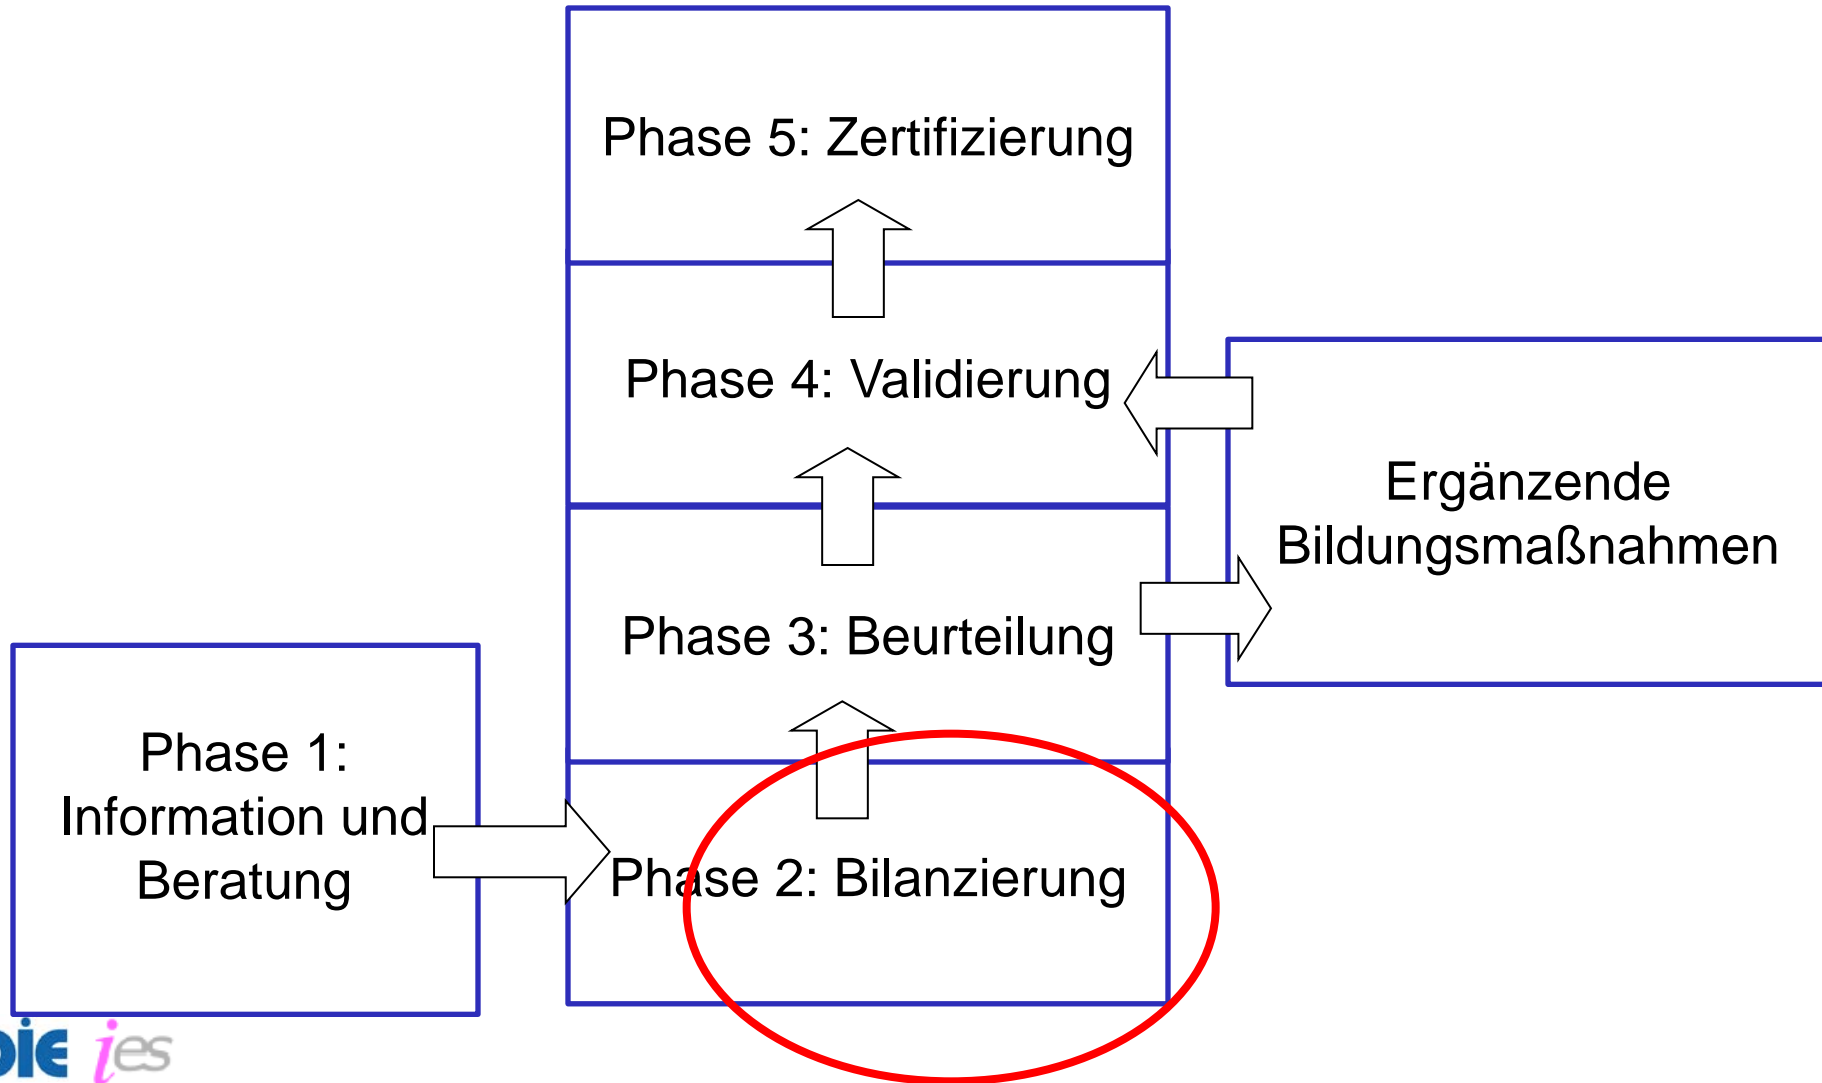 Phase 5: Zertifizierung
Phase 4: Validierung
Ergänzende
Bildungsmaßnahmen
Phase 3: Beurteilung
Phase 1:
Information und
Beratung
Phase 2: Bilanzierung
die ies